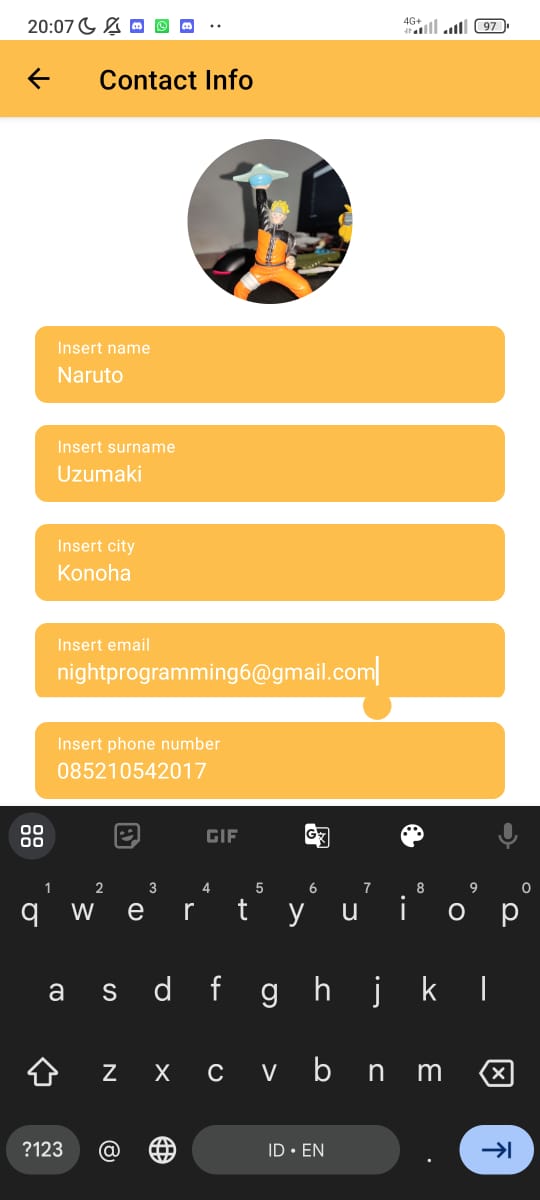 20:07 4G+ 97
Contact Info
Insert name
Naruto
Insert surname
Uzumaki
Insert city
Konoha
Insert email
nightprogramming6@gmail.com
Insert phone number
085210542017
GIF G
1 2 3 4 5 6 7 8 9 0
q w e r t y u i o p
a s d f g h j k l
z x c v b n m
?123 @ ID • EN .